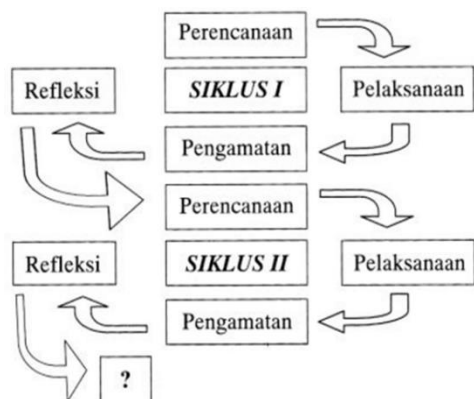 Perencanaan
Refleksi
SIKLUS I
Pelaksanaan
Pengamatan
Perencanaan
Refleksi
SIKLUS II
Pelaksanaan
Pengamatan
?